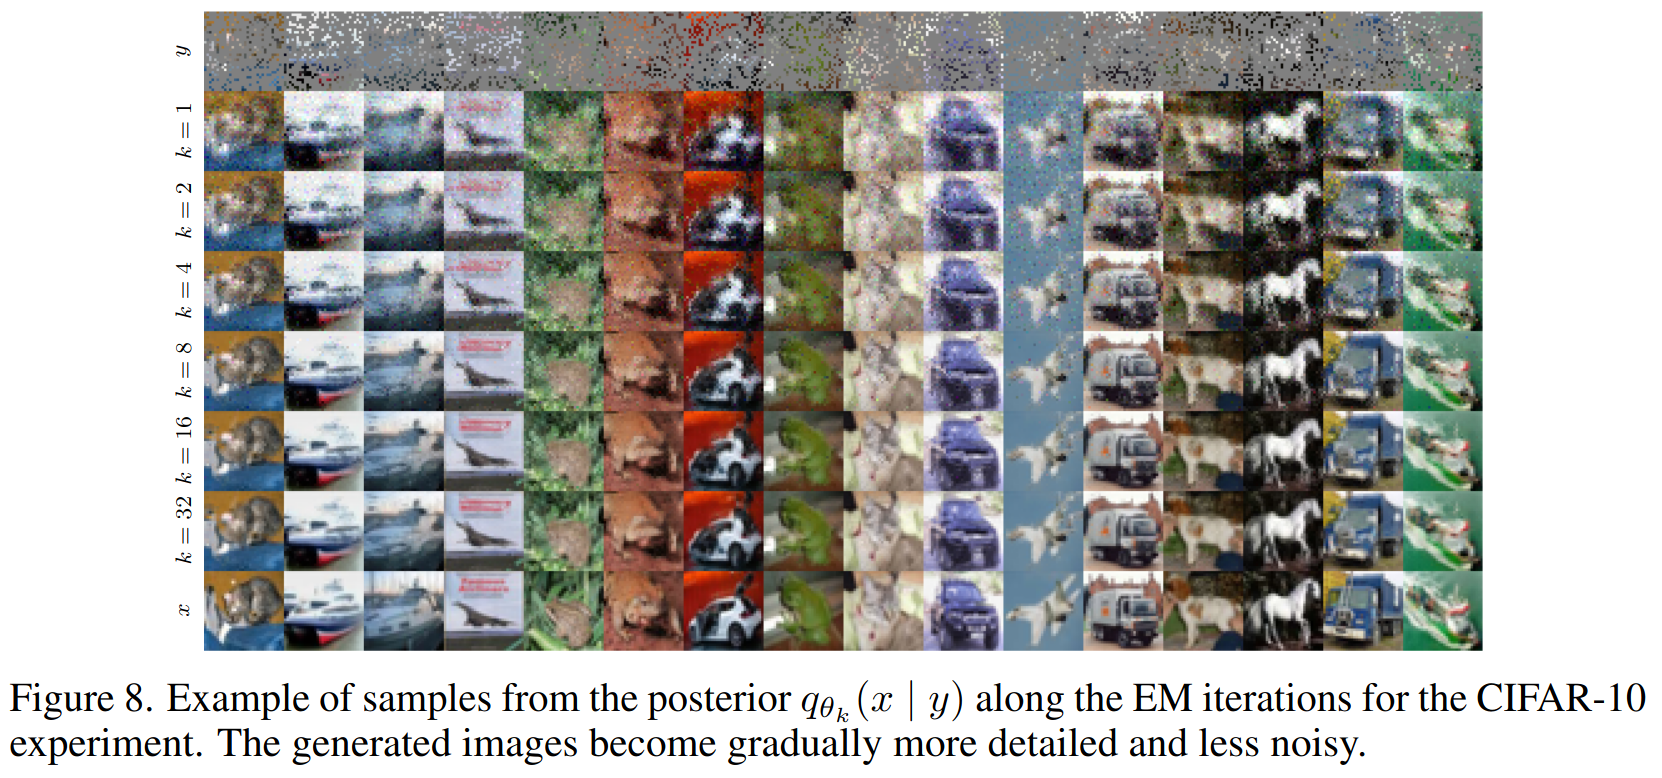 y
k = 1
k = 2
k = 4
k = 8
k = 16
k = 32
x
Figure 8. Example of samples from the posterior qθk(x | y) along the EM iterations for the CIFAR-10
experiment. The generated images become gradually more detailed and less noisy.